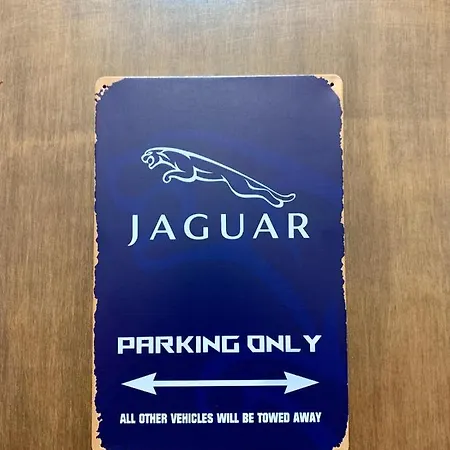 JAGUAR
PARKING ONLY
ALL OTHER VEHICLES WILL BE TOWED AWAY